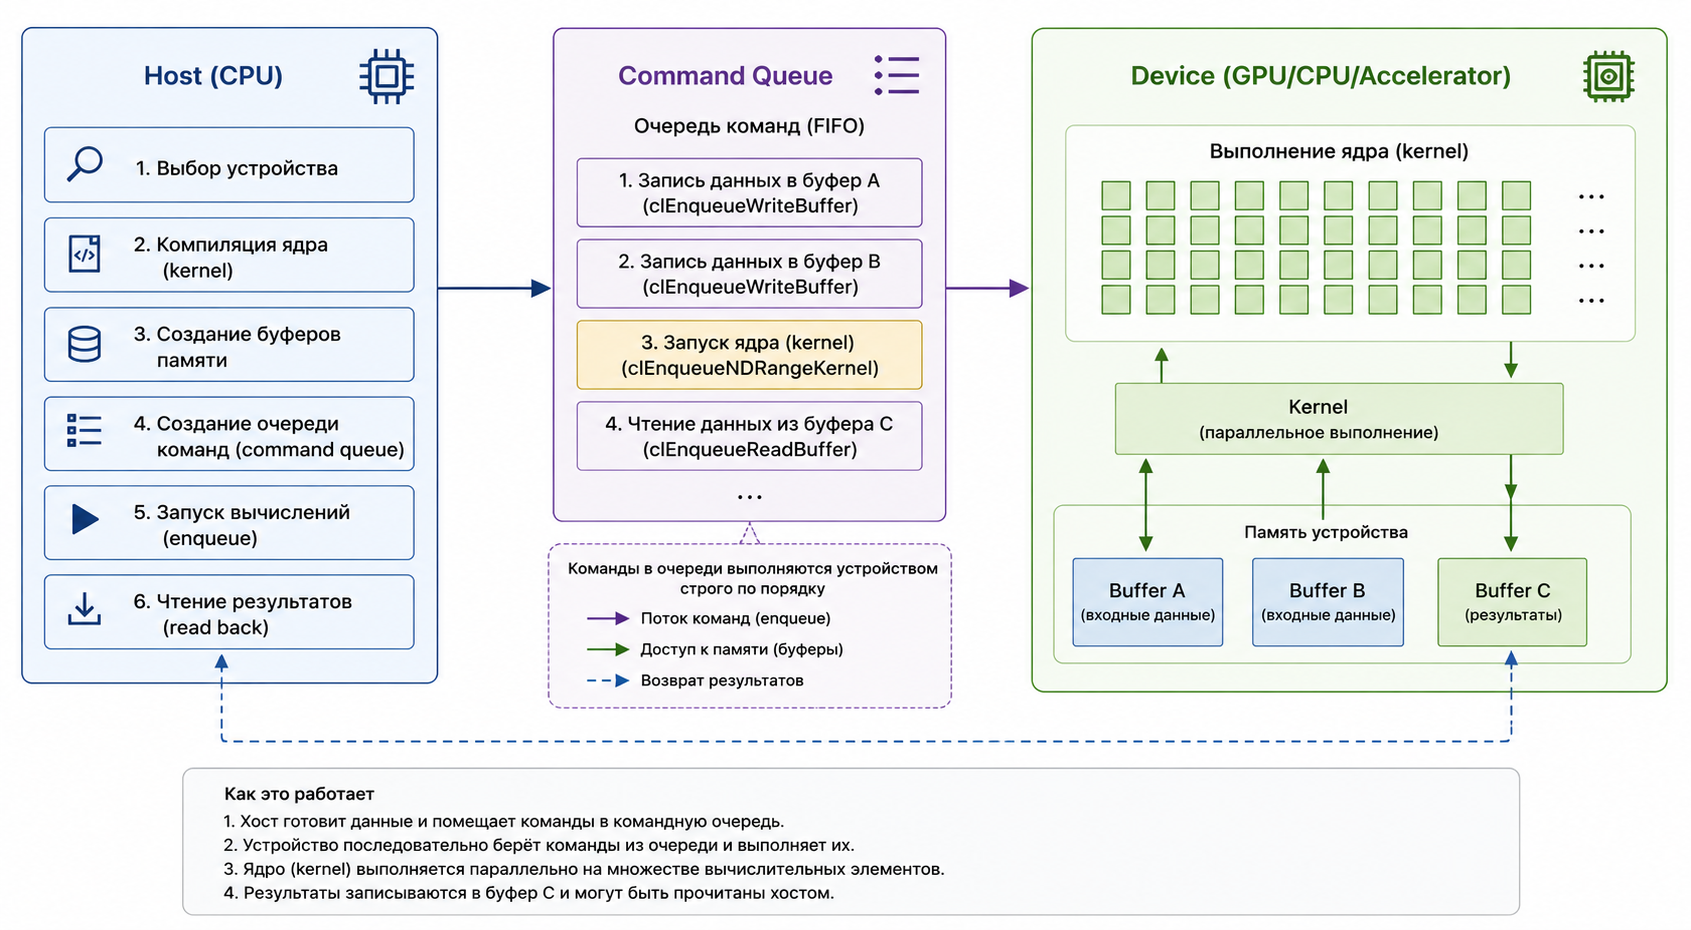 Host (CPU)
1. Выбор устройства
2. Компиляция ядра
(kernel)
3. Создание буферов
памяти
4. Создание очереди
команд (command queue)
5. Запуск вычислений
(enqueue)
6. Чтение результатов
(read back)
Command Queue
Очередь команд (FIFO)
1. Запись данных в буфер A
(clEnqueueWriteBuffer)
2. Запись данных в буфер B
(clEnqueueWriteBuffer)
3. Запуск ядра (kernel)
(clEnqueueNDRangeKernel)
4. Чтение данных из буфера C
(clEnqueueReadBuffer)
...
Команды в очереди выполняются устройством
строго по порядку
Поток команд (enqueue)
Доступ к памяти (буферы)
Возврат результатов
Device (GPU/CPU/Accelerator)
Выполнение ядра (kernel)
...
...
...
...
Kernel
(параллельное выполнение)
Память устройства
Buffer A
(входные данные)
Buffer B
(входные данные)
Buffer C
(результаты)
Как это работает
1. Хост готовит данные и помещает команды в командную очередь.
2. Устройство последовательно берёт команды из очереди и выполняет их.
3. Ядро (kernel) выполняется параллельно на множестве вычислительных элементов.
4. Результаты записываются в буфер C и могут быть прочитаны хостом.